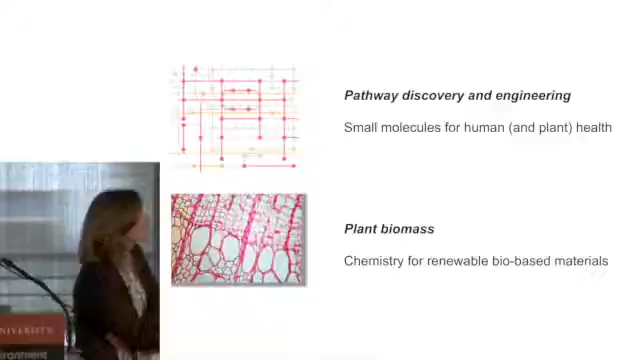 Pathway discovery and engineering
Small molecules for human (and plant) health
Plant biomass
Chemistry for renewable bio-based materials
NIVERSITY